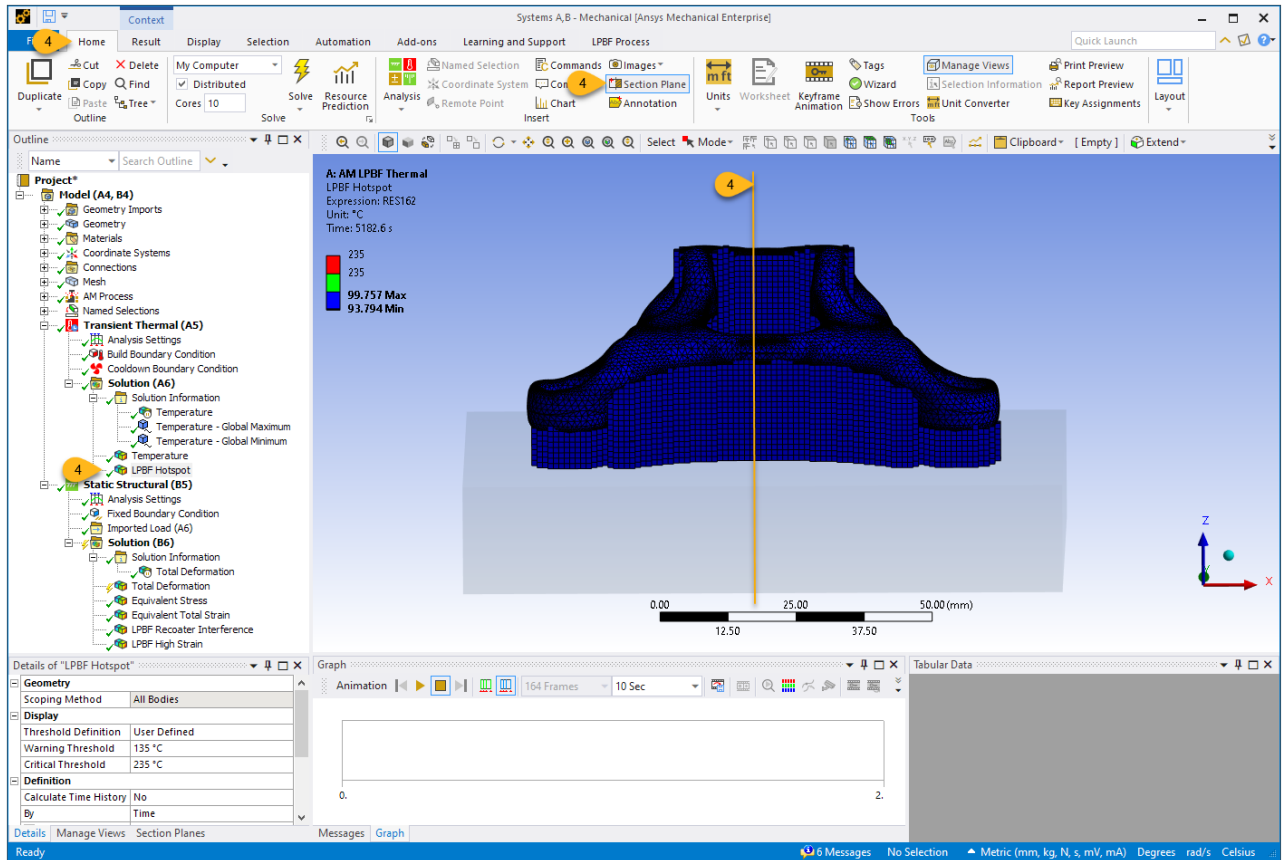 Context
Systems A,B - Mechanical [Ansys Mechanical Enterprise]
F 4 Home Result Display Selection Automation Add-ons Learning and Support LPBF Process Quick Launch
Duplicate
Cut
Copy
Paste
Delete
Find
Tree
Outline
My Computer
Distributed
Cores 10
Solve
Resource Prediction
Solve
Analysis
Named Selection
Coordinate System
Remote Point
Commands
Com
Chart
Images
4 Section Plane
Annotation
Insert
Units
Worksheet
Keyframe Animation
Tags
Wizard
Show Errors
Manage Views
Selection Information
Unit Converter
Print Preview
Report Preview
Key Assignments
Tools
Layout
Outline
Name Search Outline
Select Mode Clipboard [ Empty ] Extend
Project*
Model (A4, B4)
Geometry Imports
Geometry
Materials
Coordinate Systems
Connections
Mesh
AM Process
Named Selections
Transient Thermal (A5)
Analysis Settings
Build Boundary Condition
Cooldown Boundary Condition
Solution (A6)
Solution Information
Temperature
Temperature - Global Maximum
Temperature - Global Minimum
Temperature
4 LPBF Hotspot
Static Structural (B5)
Analysis Settings
Fixed Boundary Condition
Imported Load (A6)
Solution (B6)
Solution Information
Total Deformation
Total Deformation
Equivalent Stress
Equivalent Total Strain
LPBF Recoater Interference
LPBF High Strain
A: AM LPBF Thermal
LPBF Hotspot
Expression: RES162
Unit: °C
Time: 5182.6 s
235
235
99.757 Max
93.794 Min
4
Z
Y
X
0.00 25.00 50.00 (mm)
12.50 37.50
Details of "LPBF Hotspot"
Geometry
Scoping Method All Bodies
Display
Threshold Definition User Defined
Warning Threshold 135 °C
Critical Threshold 235 °C
Definition
Calculate Time History No
By Time
Details Manage Views Section Planes
Graph
Animation 164 Frames 10 Sec
0. 2.
Messages Graph
Tabular Data
Ready
6 Messages No Selection Metric (mm, kg, N, s, mV, mA) Degrees rad/s Celsius